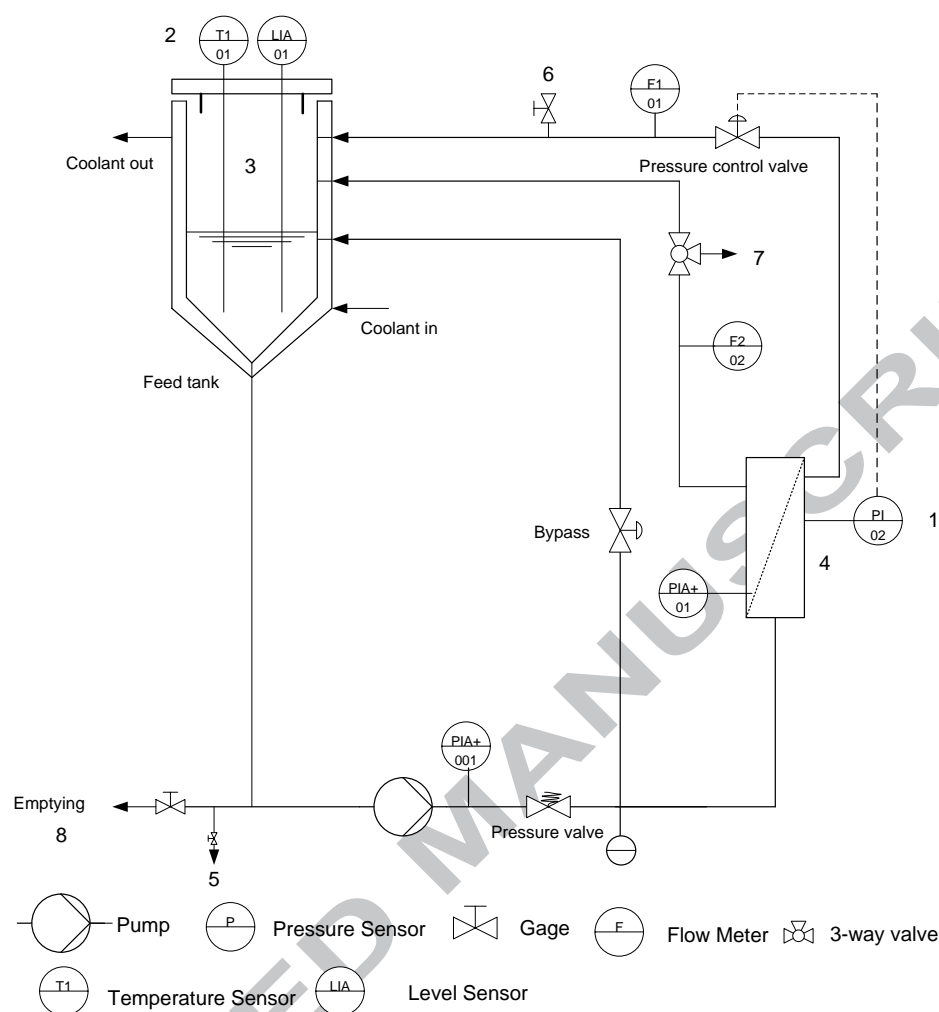 2
T1
01
LIA
01
6
F1
01
Coolant out
3
Pressure control valve
7
Coolant in
F2
02
Feed tank
Bypass
PI
02
1
4
PIA+
01
PIA+
001
Emptying
8
Pressure valve
5
Pump
P
Pressure Sensor
Gage
F
Flow Meter
3-way valve
T1
Temperature Sensor
LIA
Level Sensor
ED MANUSCRI